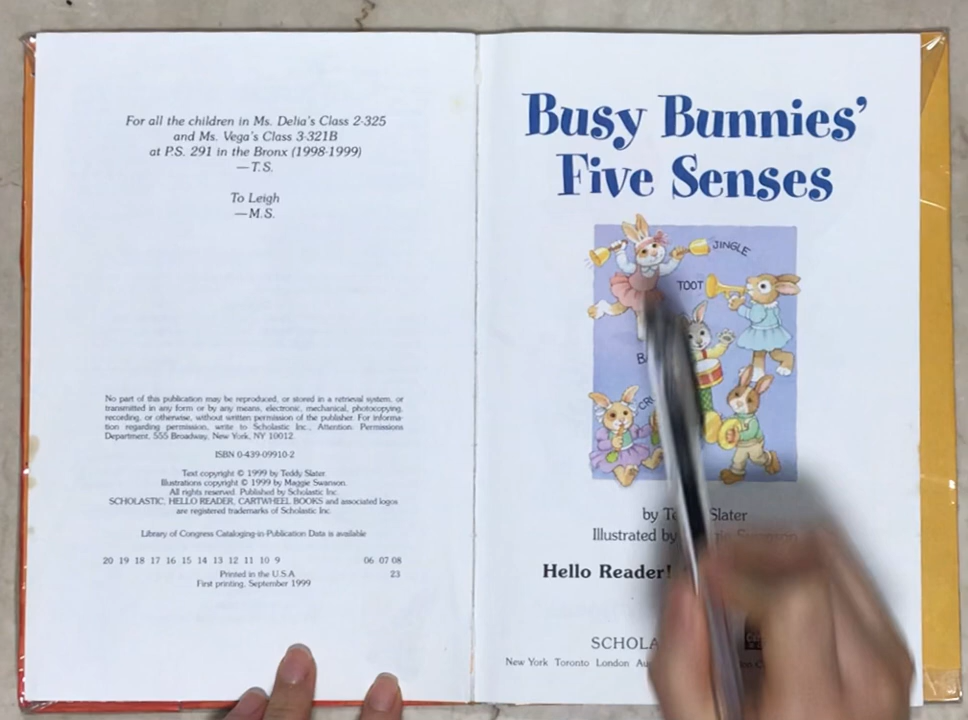 For all the children in Ms. Delia's Class 2-325
and Ms. Vega's Class 3-321B
at P.S. 291 in the Bronx (1998-1999)
—T.S.
To Leigh
—M.S.
No part of this publication may be reproduced, or stored in a retrieval system, or
transmitted in any form or by any means, electronic, mechanical, photocopying,
recording, or otherwise, without written permission of the publisher. For informa-
tion regarding permission, write to Scholastic Inc., Attention: Permissions
Department, 555 Broadway, New York, NY 10012.
ISBN 0-439-09910-2
Text copyright © 1999 by Teddy Slater.
Illustrations copyright © 1999 by Maggie Swanson.
All rights reserved. Published by Scholastic Inc.
SCHOLASTIC, HELLO READER, CARTWHEEL BOOKS and associated logos
are registered trademarks of Scholastic Inc.
Library of Congress Cataloging-in-Publication Data is available
20 19 18 17 16 15 14 13 12 11 10 9 06 07 08
Printed in the U.S.A. 23
First printing, September 1999
Busy Bunnies'
Five Senses
JINGLE
TOOT
by Slater
Illustrated by
Hello Reader!
New York Toronto London